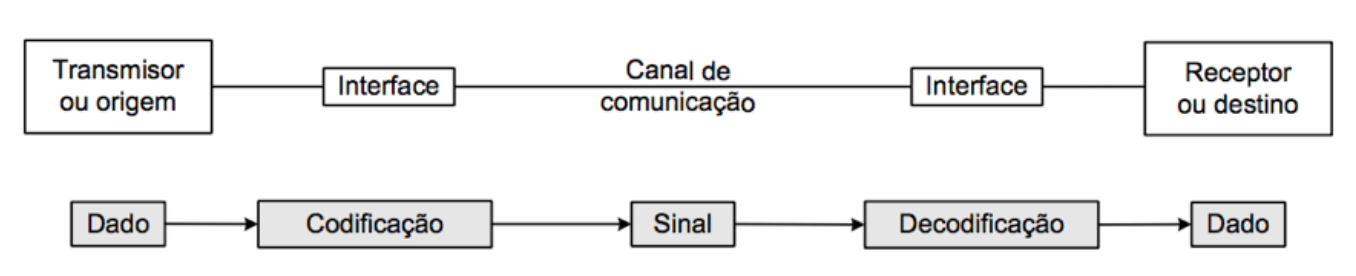 Transmisor
ou origem
Interface
Canal de
comunicação
Interface
Receptor
ou destino
Dado
Codificação
Sinal
Decodificação
Dado